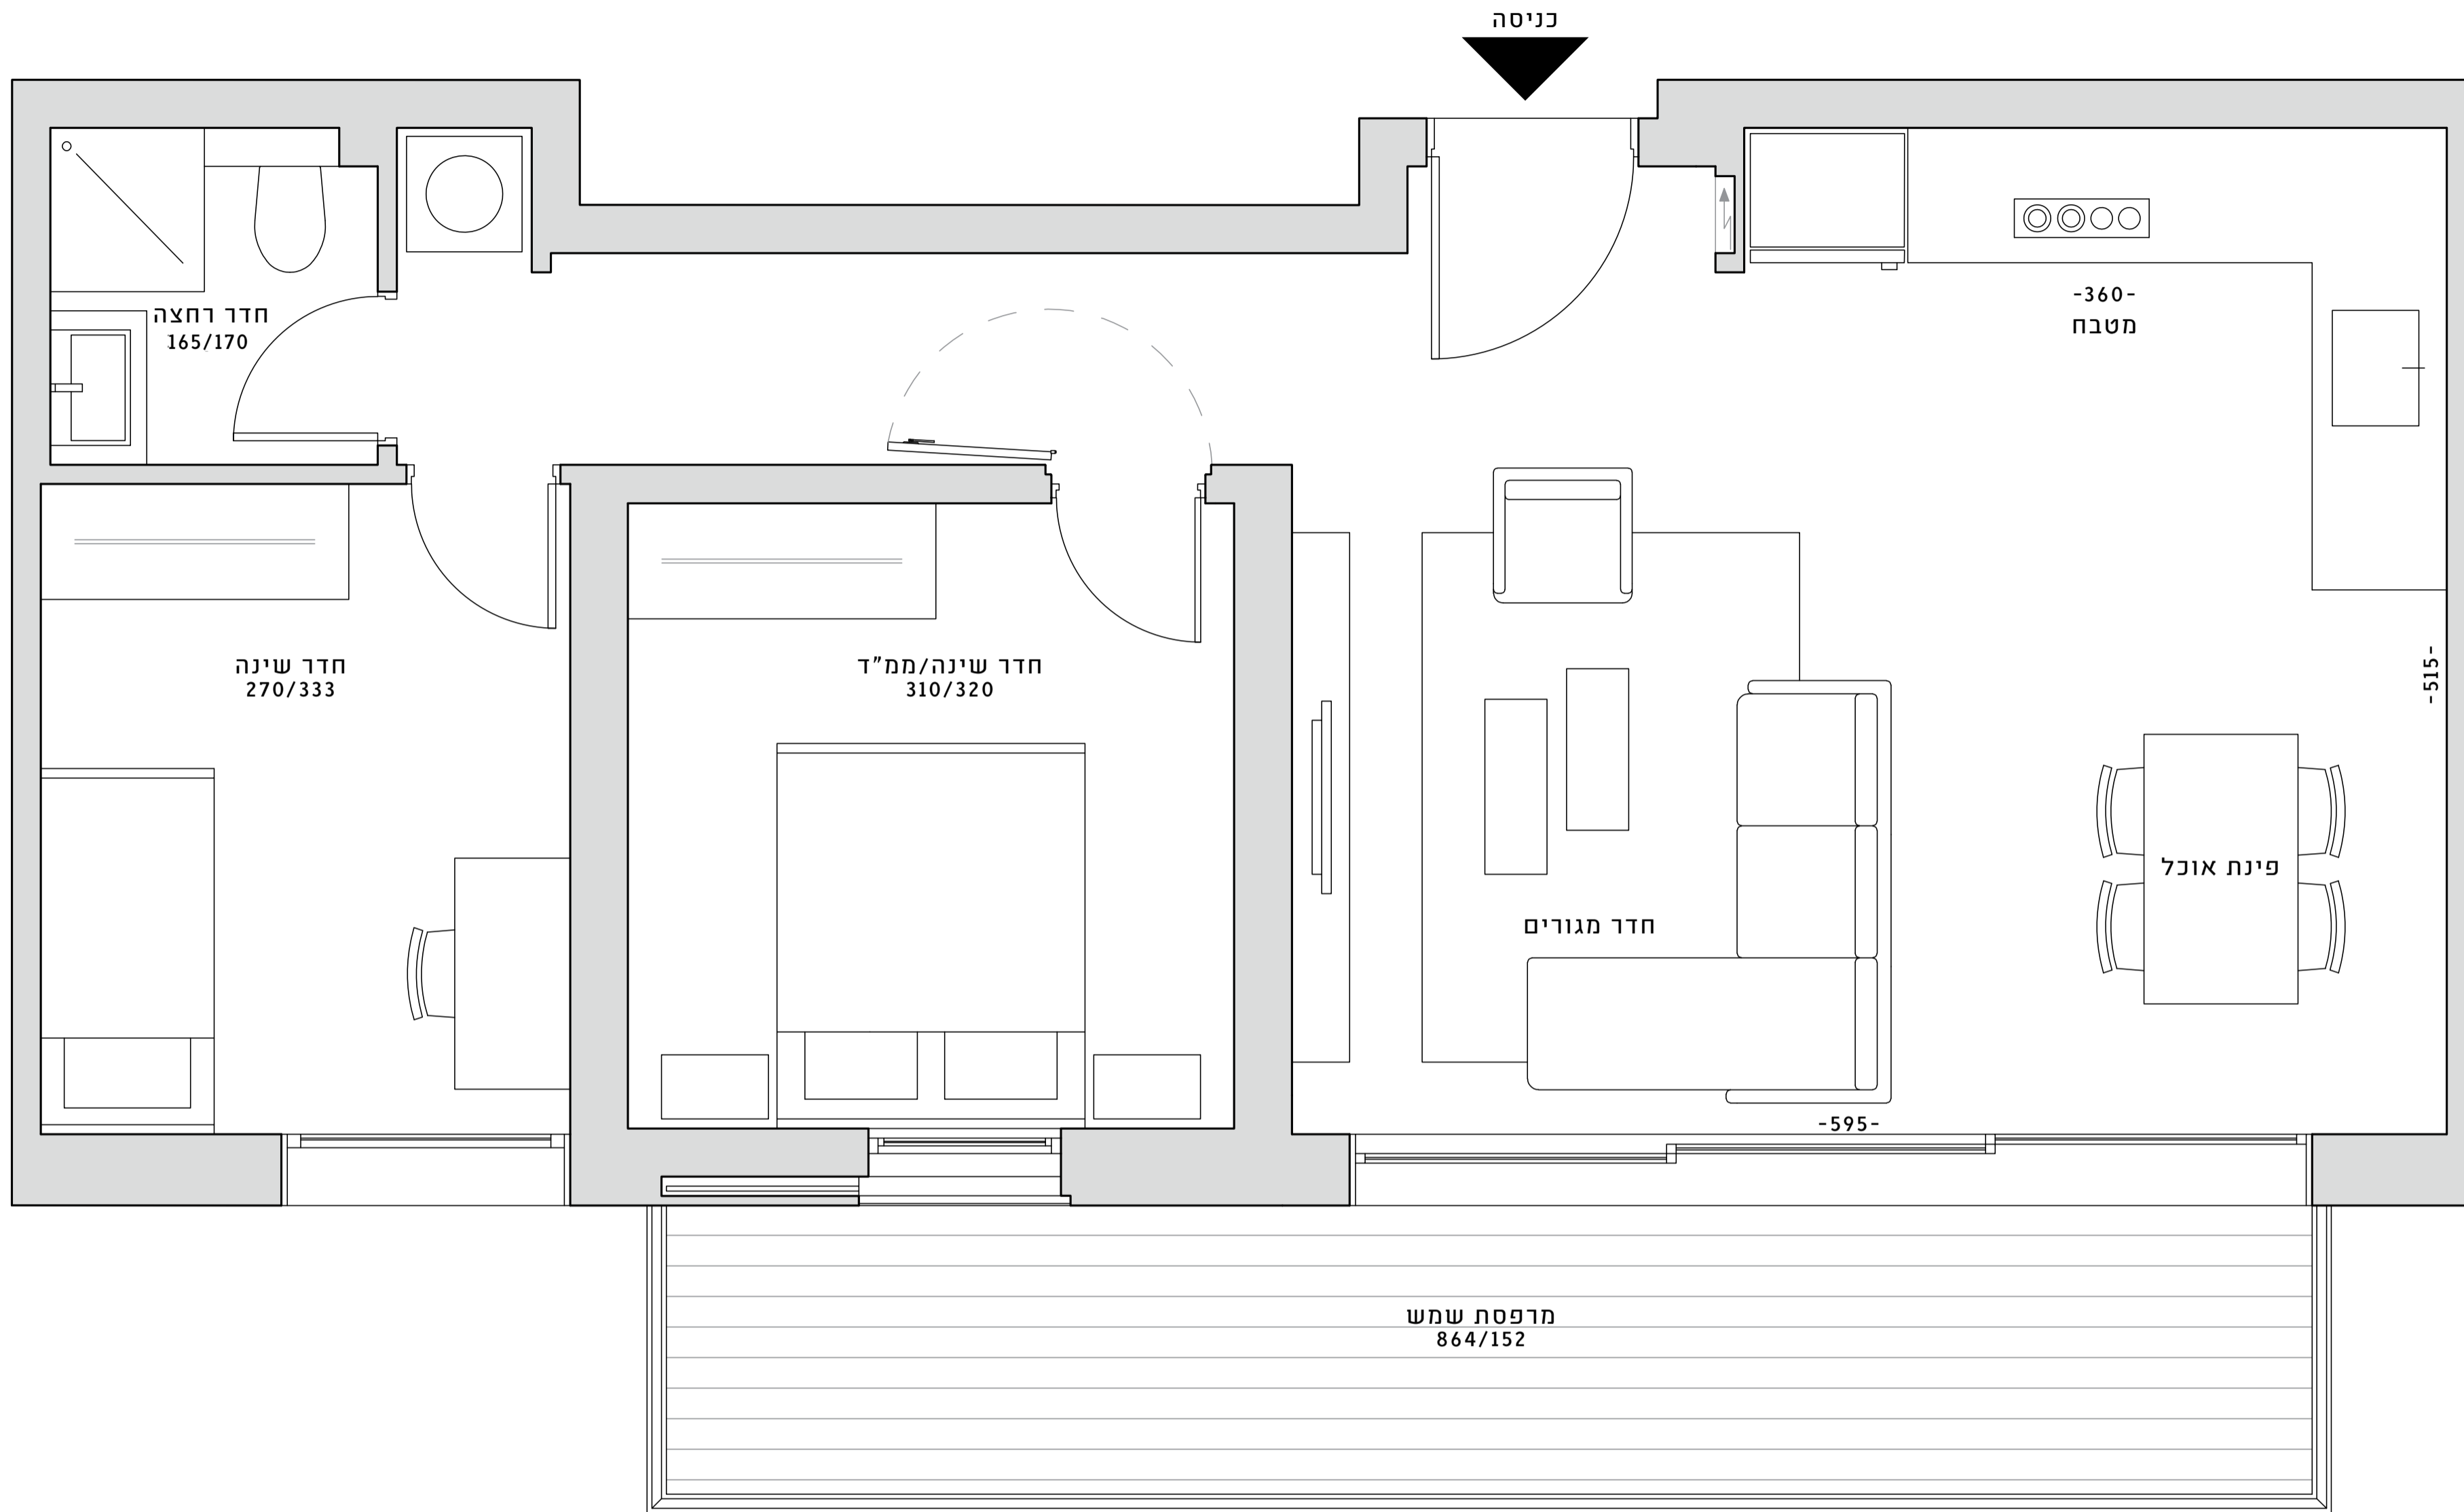 כניסה
חדר רחצה
165/170
-360-
מטבח
חדר שינה
270/333
חדר שינה/ממ"ד
310/320
-515-
פינת אוכל
חדר מגורים
-595-
מרפסת שמש
864/152